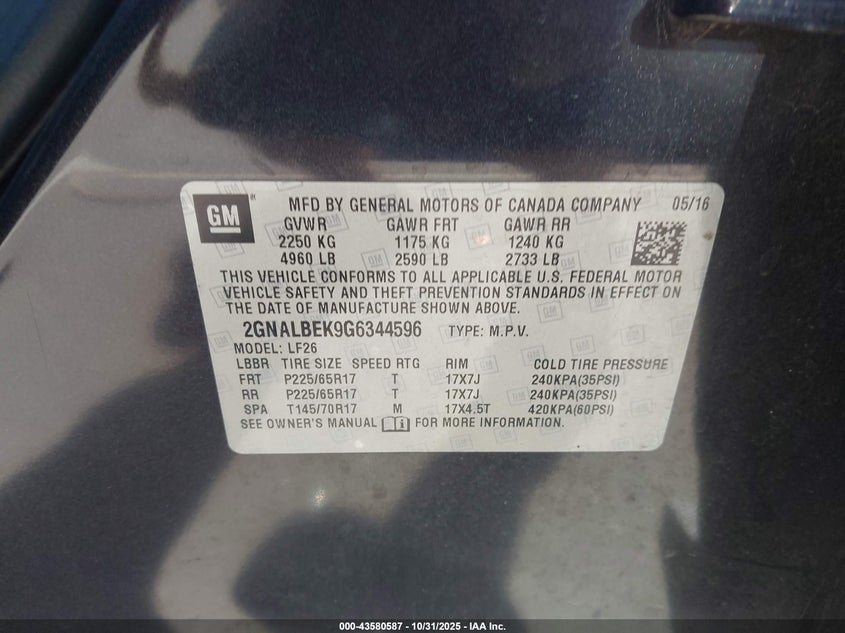 GM
MFD BY GENERAL MOTORS OF CANADA COMPANY 05/16
GVWR GAWR FRT GAWR RR
2250 KG 1175 KG 1240 KG
4960 LB 2590 LB 2733 LB
THIS VEHICLE CONFORMS TO ALL APPLICABLE U.S. FEDERAL MOTOR
VEHICLE SAFETY AND THEFT PREVENTION STANDARDS IN EFFECT ON
THE DATE OF MANUFACTURE SHOWN ABOVE.
2GNALBEK9G6344596 TYPE: M.P.V.
MODEL: LF26
LBBR TIRE SIZE SPEED RTG RIM COLD TIRE PRESSURE
FRT P225/65R17 T 17X7J 240KPA(35PSI)
RR P225/65R17 T 17X7J 240KPA(35PSI)
SPA T145/70R17 M 17X4.5T 420KPA(60PSI)
SEE OWNER'S MANUAL FOR MORE INFORMATION.
000-43580587 - 10/31/2025 - IAA Inc.